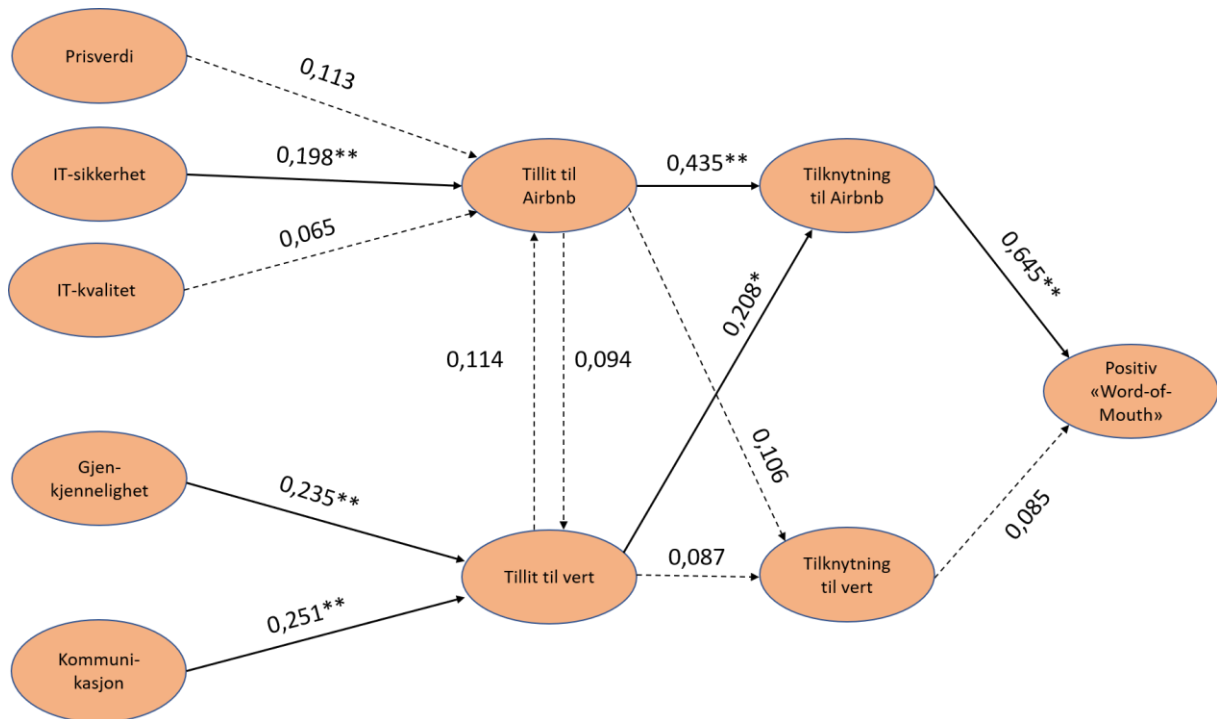 Prisverdi
0,113
IT-sikkerhet
0,198**
Tillit til
Airbnb
0,435**
Tilknytning
til Airbnb
IT-kvalitet
0,065
0,208*
0,645**
0,114
0,094
Positiv
«Word-of-
Mouth»
0,106
Gjen-
kjennelighet
0,235**
Tillit til vert
0,087
Tilknytning
til vert
0,085
0,251**
Kommuni-
kasjon